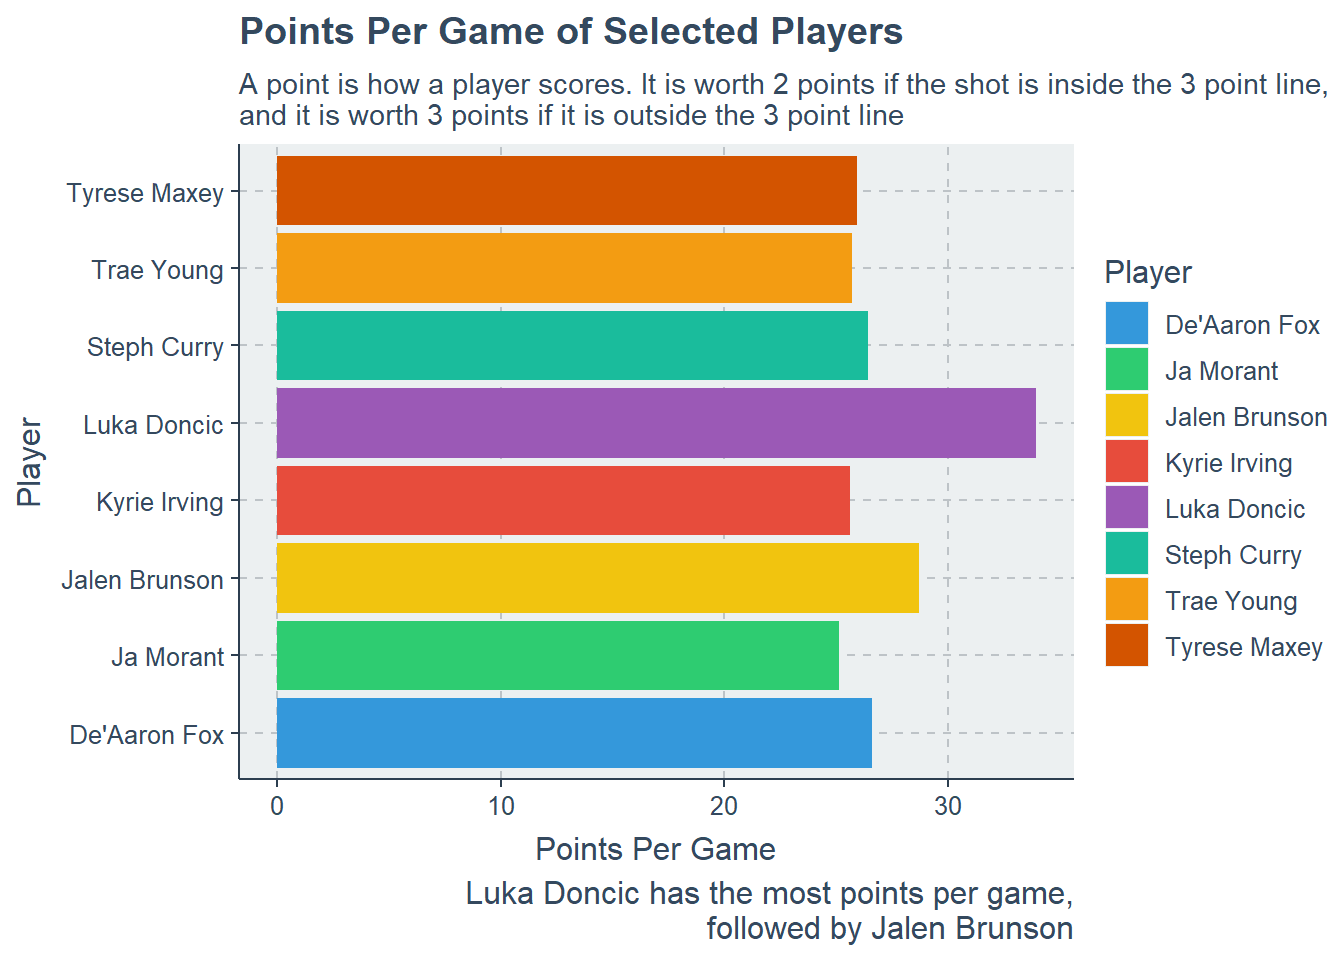 Points Per Game of Selected Players
A point is how a player scores. It is worth 2 points if the shot is inside the 3 point line,
and it is worth 3 points if it is outside the 3 point line
Player
Tyrese Maxey
Trae Young
Steph Curry
Luka Doncic
Kyrie Irving
Jalen Brunson
Ja Morant
De'Aaron Fox
0
10
20
30
Points Per Game
Player
De'Aaron Fox
Ja Morant
Jalen Brunson
Kyrie Irving
Luka Doncic
Steph Curry
Trae Young
Tyrese Maxey
Luka Doncic has the most points per game,
followed by Jalen Brunson